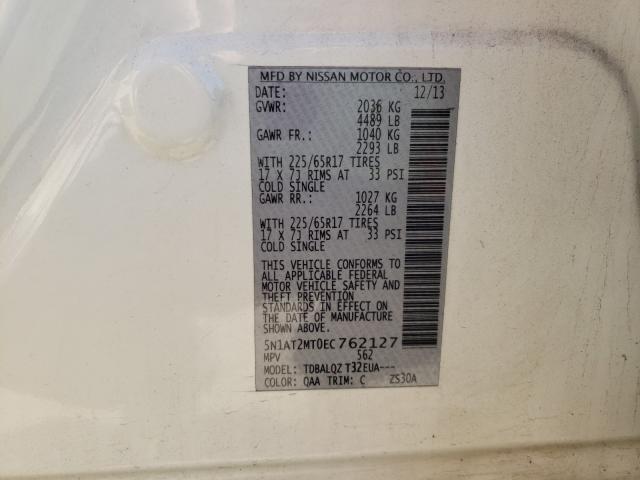 MFD BY NISSAN MOTOR CO., LTD.
DATE: 12/13
GVWR: 2036 KG
4489 LB
GAWR FR.: 1040 KG
2293 LB
WITH 225/65R17 TIRES
17 X 7J RIMS AT 33 PSI
COLD SINGLE
GAWR RR.: 1027 KG
2264 LB
WITH 225/65R17 TIRES
17 X 7J RIMS AT 33 PSI
COLD SINGLE
THIS VEHICLE CONFORMS TO
ALL APPLICABLE FEDERAL
MOTOR VEHICLE SAFETY AND
THEFT PREVENTION
STANDARDS IN EFFECT ON
THE DATE OF MANUFACTURE
SHOWN ABOVE.
5N1AT2MT0EC762127
MPV 562
MODEL: TDBALQZ T32EUA---
COLOR: QAA TRIM: C ZS30A